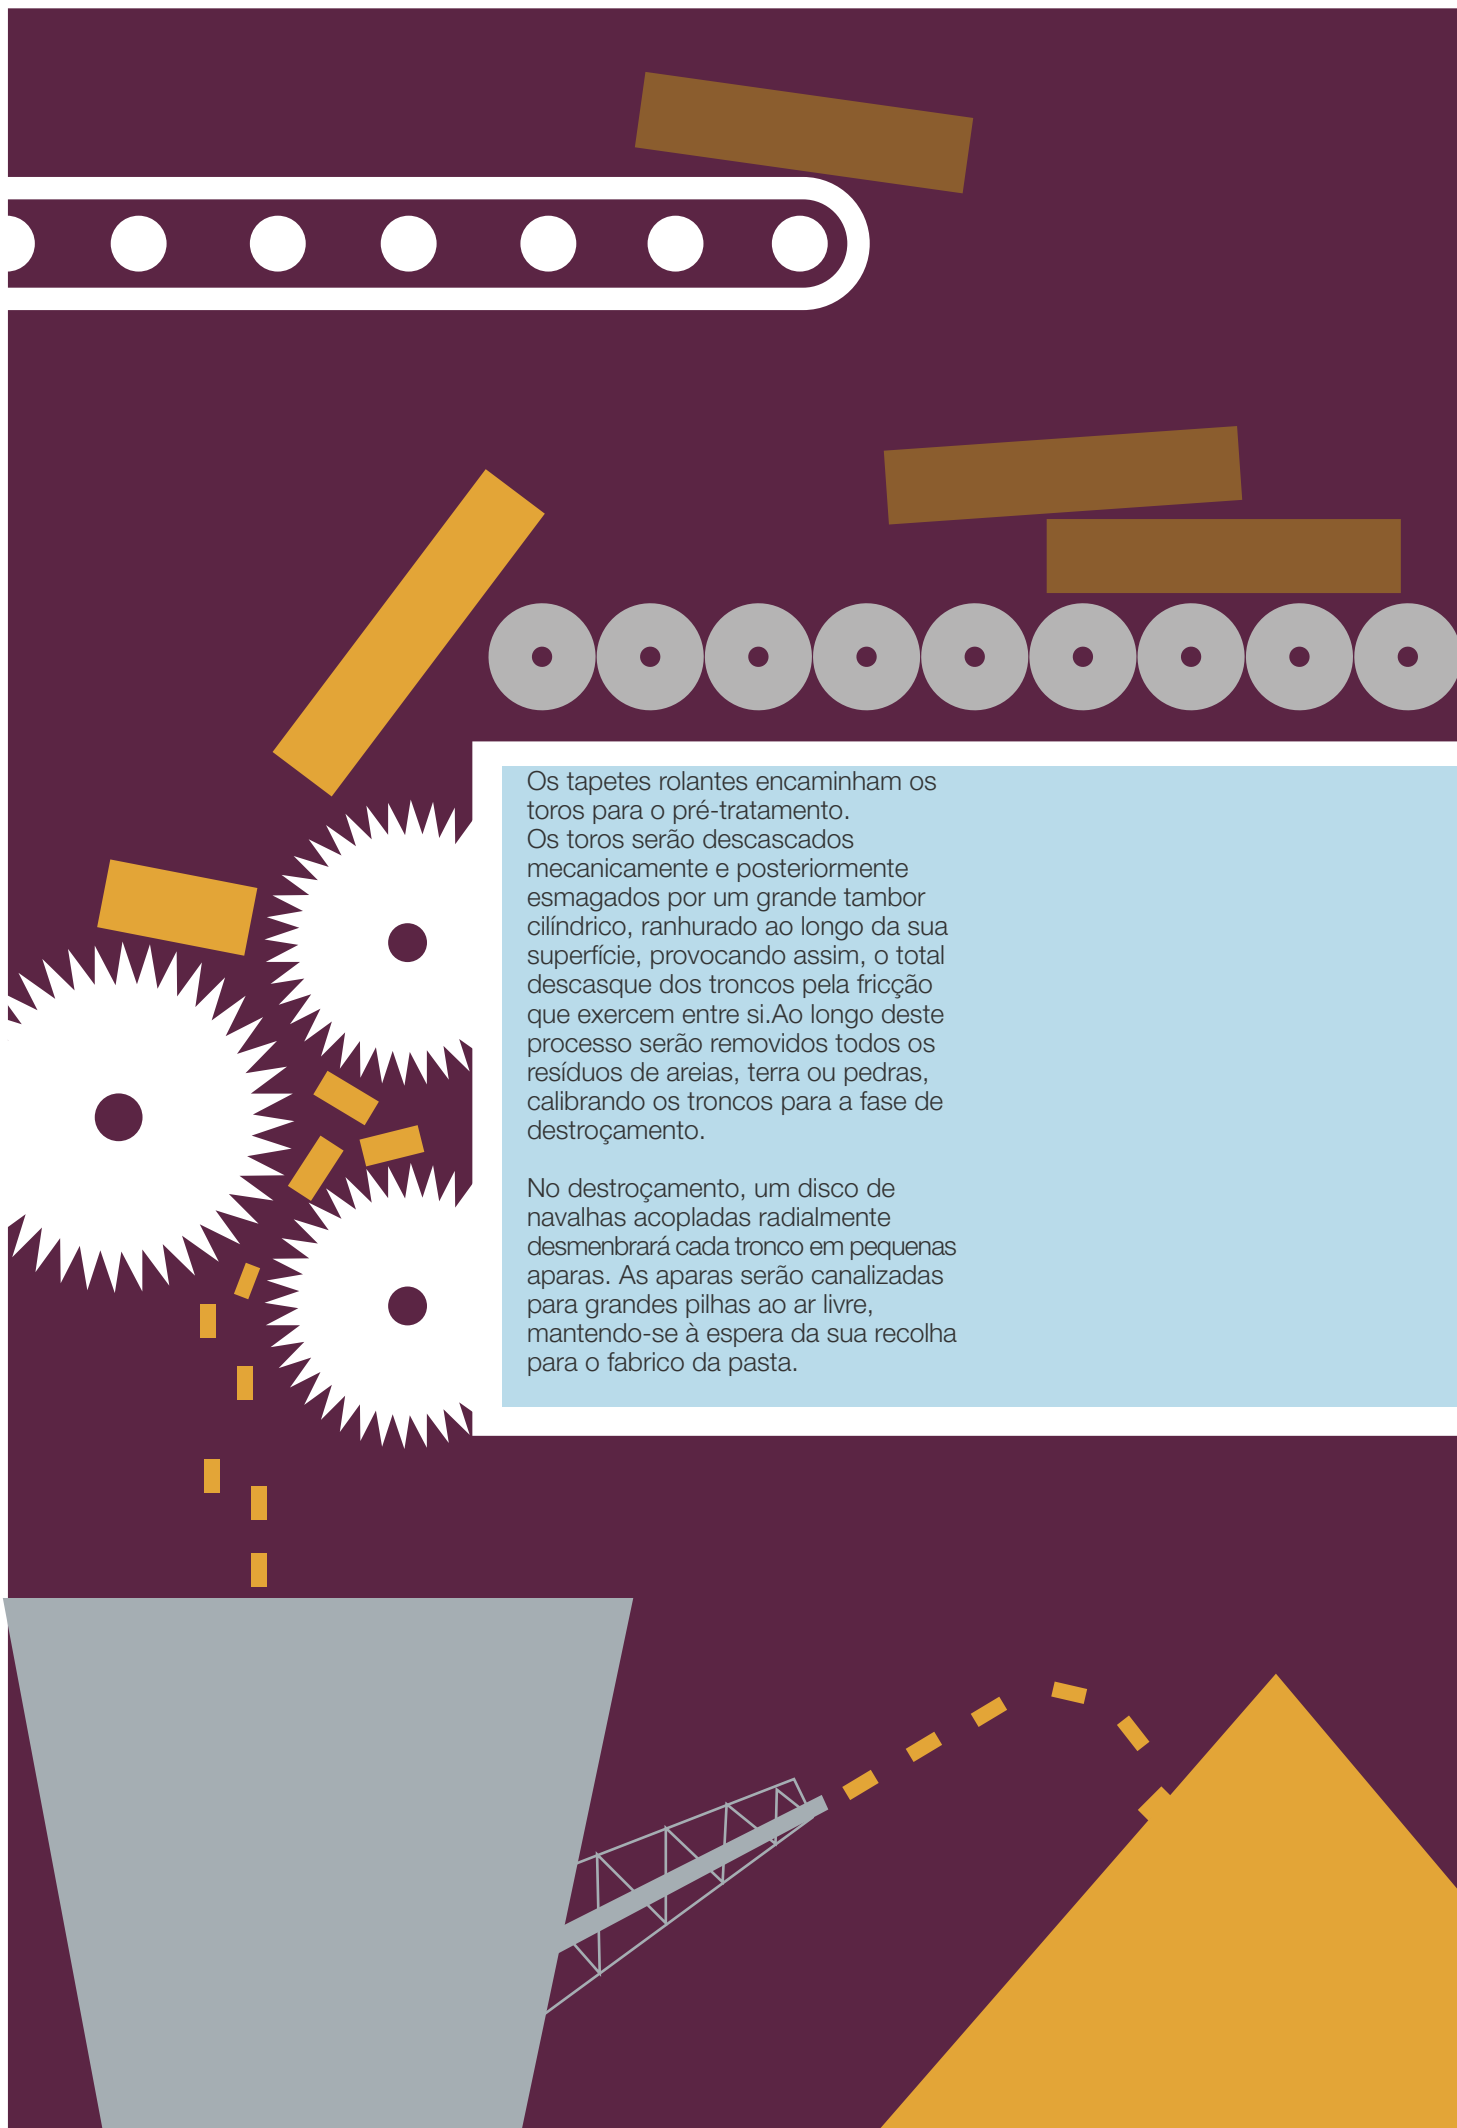 Os tapetes rolantes encaminham os
toros para o pré-tratamento.
Os toros serão descascados
mecanicamente e posteriormente
esmagados por um grande tambor
cilíndrico, ranhurado ao longo da sua
superfície, provocando assim, o total
descasque dos troncos pela fricção
que exercem entre si.Ao longo deste
processo serão removidos todos os
resíduos de areias, terra ou pedras,
calibrando os troncos para a fase de
destroçamento.
No destroçamento, um disco de
navalhas acopladas radialmente
desmenbrará cada tronco em pequenas
aparas. As aparas serão canalizadas
para grandes pilhas ao ar livre,
mantendo-se à espera da sua recolha
para o fabrico da pasta.